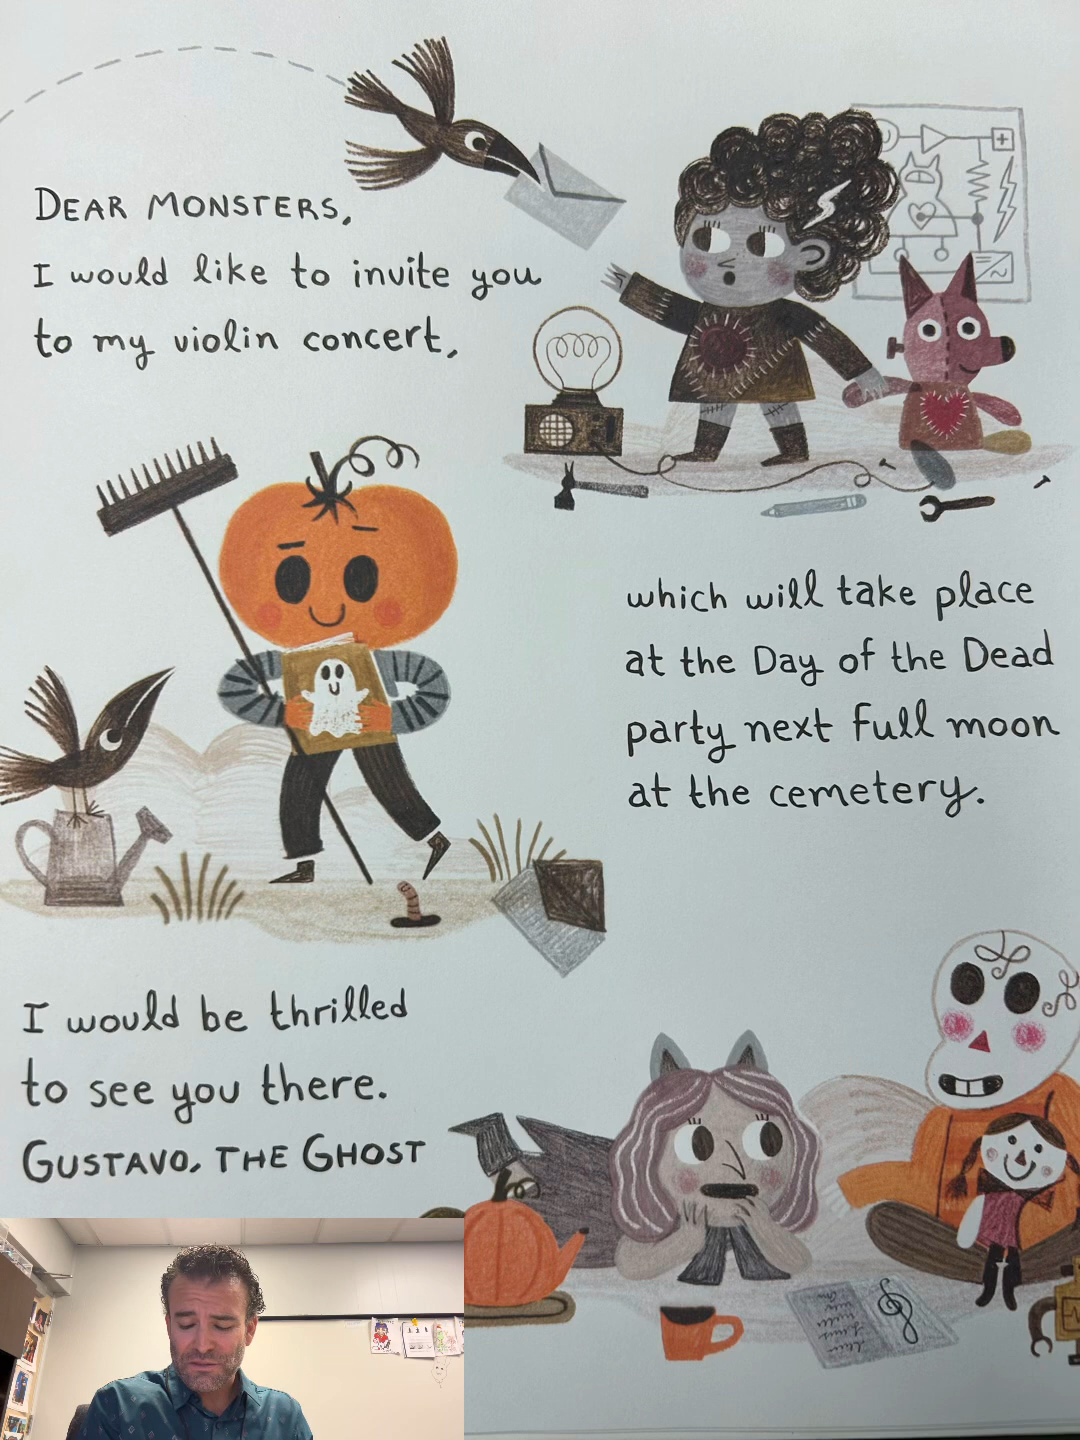 DEAR MONSTERS,
I would like to invite you
to my violin concert,
which will take place
at the Day of the Dead
party next full moon
at the cemetery.
I would be thrilled
to see you there.
GUSTAVO, THE GHOST